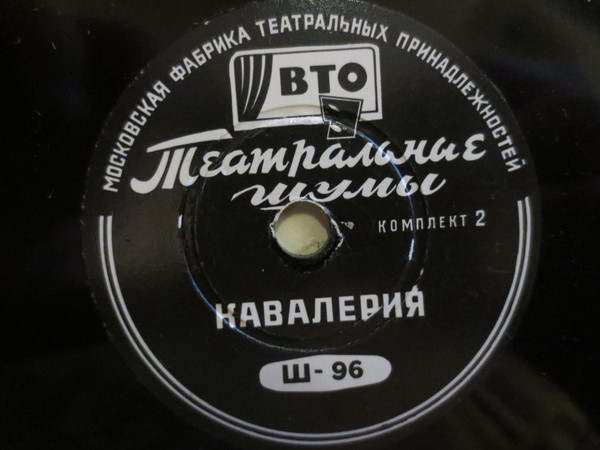 МОСКОВСКАЯ ФАБРИКА ТЕАТРАЛЬНЫХ ПРИНАДЛЕЖНОСТЕЙ
ВТО
Театральные
шумы
КОМПЛЕКТ 2
КАВАЛЕРИЯ
Ш-96